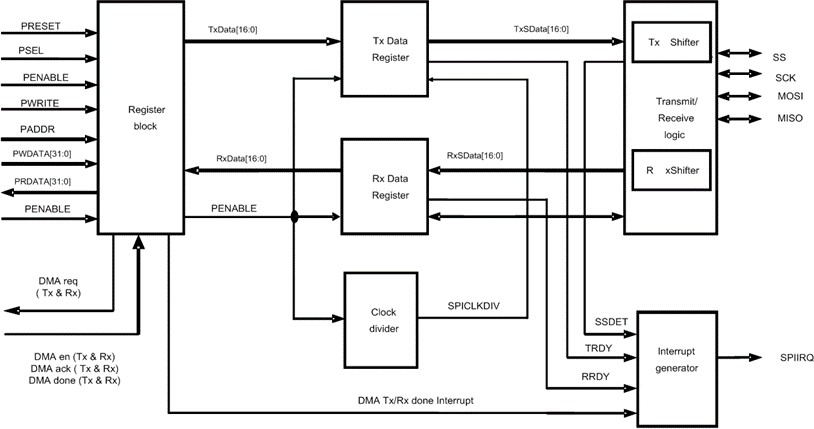 PRESET
PSEL
PENABLE
PWRITE
PADDR
PWDATA[31:0]
PRDATA[31:0]
PENABLE
Register
block
TxData[16:0]
RxData[16:0]
PENABLE
Tx Data
Register
Rx Data
Register
Clock
divider
TxSData[16:0]
RxSData[16:0]
SPICLKDIV
Tx Shifter
Transmit/
Receive
logic
R xShifter
SS
SCK
MOSI
MISO
DMA req
( Tx & Rx)
DMA en (Tx & Rx)
DMA ack ( Tx & Rx)
DMA done (Tx & Rx)
SSDET
TRDY
RRDY
DMA Tx/Rx done Interrupt
Interrupt
generator
SPIIRQ